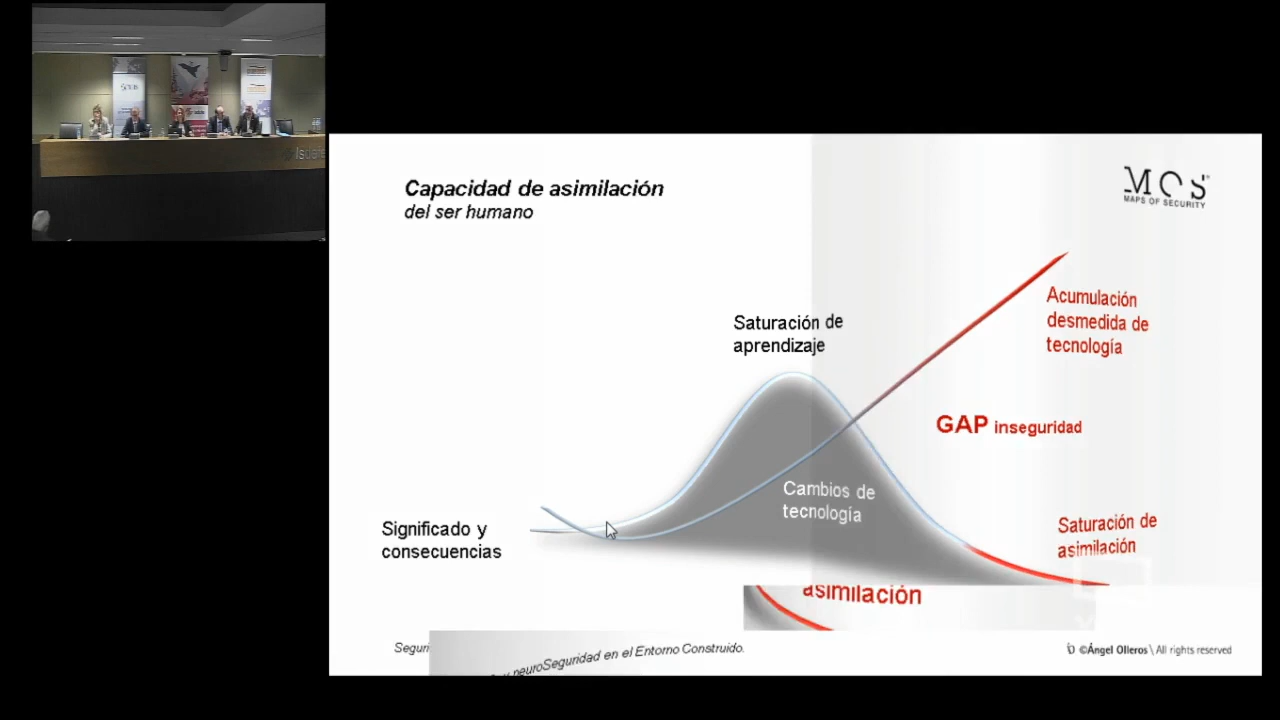 Capacidad de asimilación
del ser humano
MOS
MAPS OF SECURITY
Saturación de
aprendizaje
Acumulación
desmedida de
tecnología
GAP inseguridad
Cambios de
tecnología
Significado y
consecuencias
Saturación de
asimilación
asimilación
Seguri
neuroSeguridad en el Entorno Construido.
©Ángel Olleros \ All rights reserved